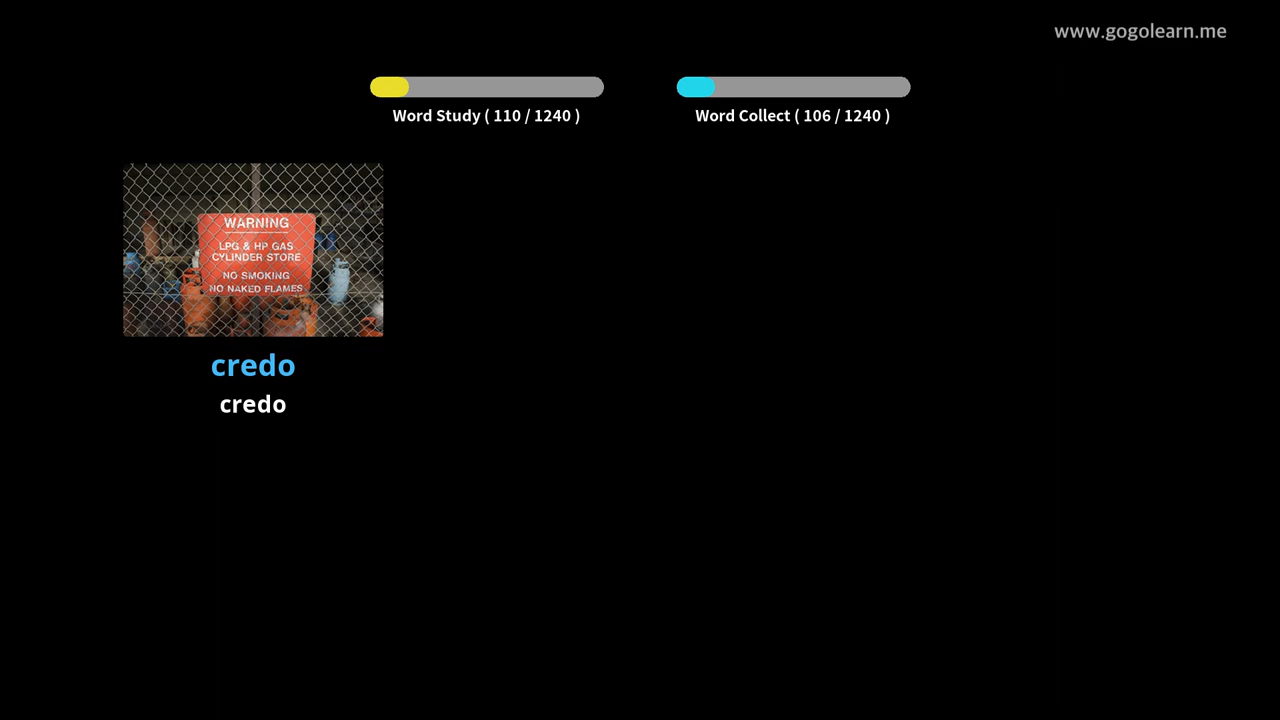 www.gogolearn.me
Word Study ( 110 / 1240 )
Word Collect ( 106 / 1240 )
WARNING
LPG & HP GAS
CYLINDER STORE
NO SMOKING
NO NAKED FLAMES
credo
credo